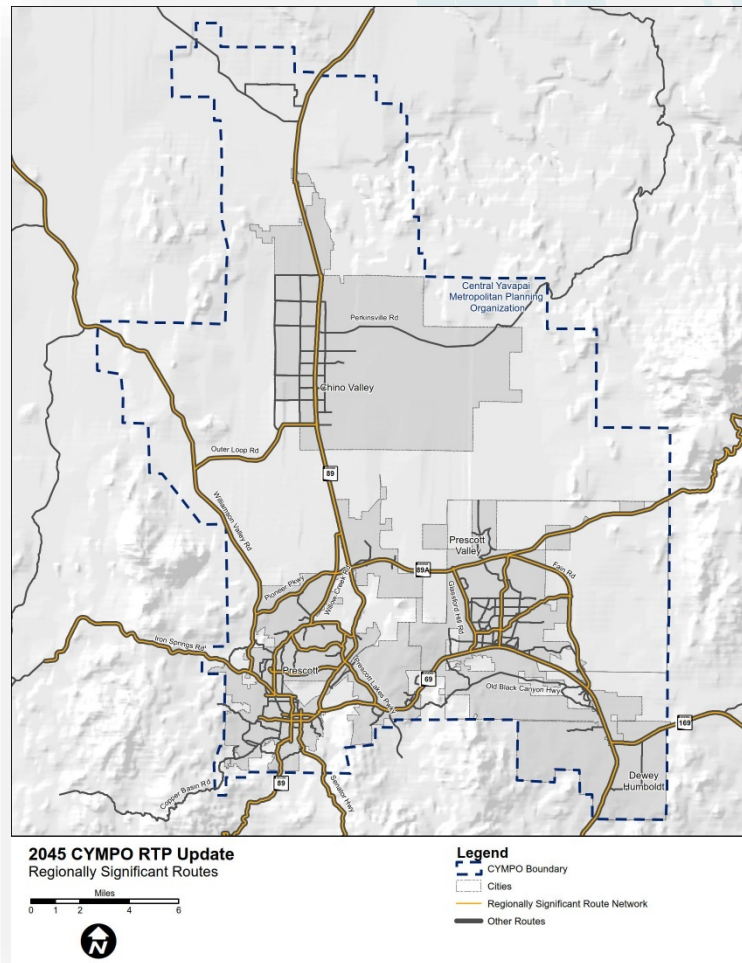 Central Yavapai
Metropolitan Planning
Organization
Perkinsville Rd
Chino Valley
Outer Loop Rd
89
Williamson Valley Rd
Prescott
Valley
Pioneer Pkwy
Willow Creek Rd
89A
Fain Rd
Glassford Hill Rd
Iron Springs Rd
Prescott
Prescott Lakes Pkwy
69
Old Black Canyon Hwy
169
Copper Basin Rd
89
Senator Hwy
Dewey
Humboldt
2045 CYMPO RTP Update
Regionally Significant Routes
Miles
0 1 2 4 6
N
Legend
CYMPO Boundary
Cities
Regionally Significant Route Network
Other Routes